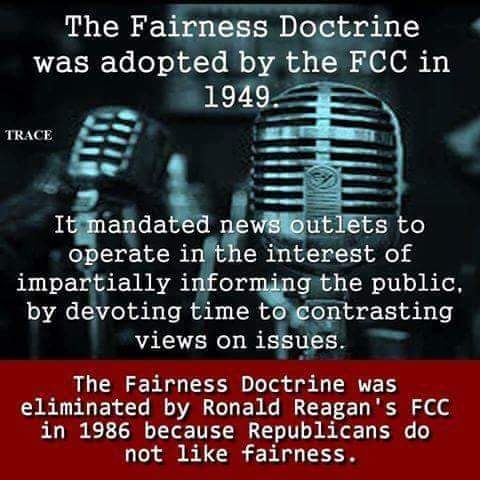 The Fairness Doctrine
was adopted by the FCC in
1949.
TRACE
It mandated news outlets to
operate in the interest of
impartially informing the public,
by devoting time to contrasting
views on issues.
The Fairness Doctrine was
eliminated by Ronald Reagan's FCC
in 1986 because Republicans do
not like fairness.